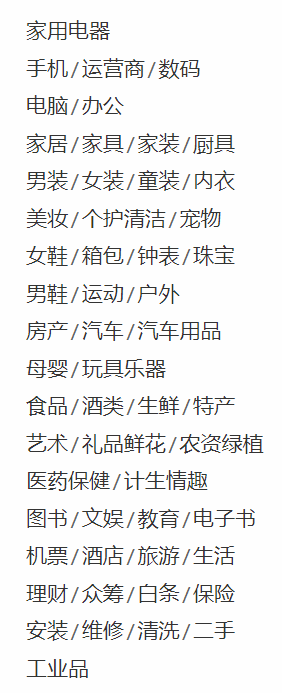 家用电器
手机/运营商/数码
电脑/办公
家居/家具/家装/厨具
男装/女装/童装/内衣
美妆/个护清洁/宠物
女鞋/箱包/钟表/珠宝
男鞋/运动/户外
房产/汽车/汽车用品
母婴/玩具乐器
食品/酒类/生鲜/特产
艺术/礼品鲜花/农资绿植
医药保健/计生情趣
图书/文娱/教育/电子书
机票/酒店/旅游/生活
理财/众筹/白条/保险
安装/维修/清洗/二手
工业品